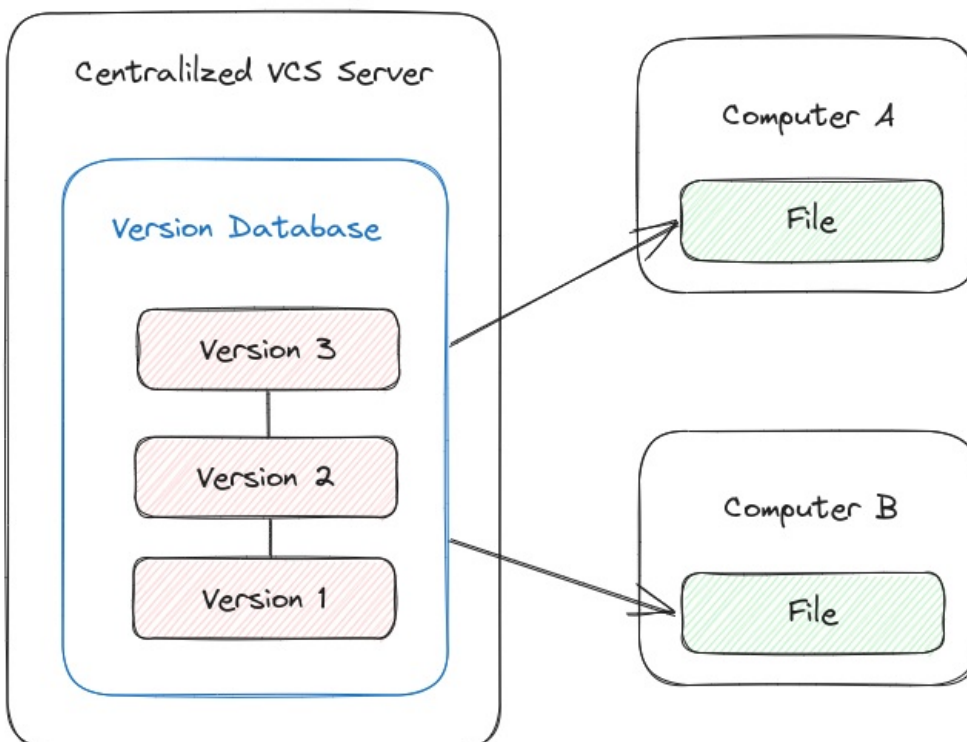 Centralilzed VCS Server
Version Database
Version 3
Version 2
Version 1
Computer A
File
Computer B
File